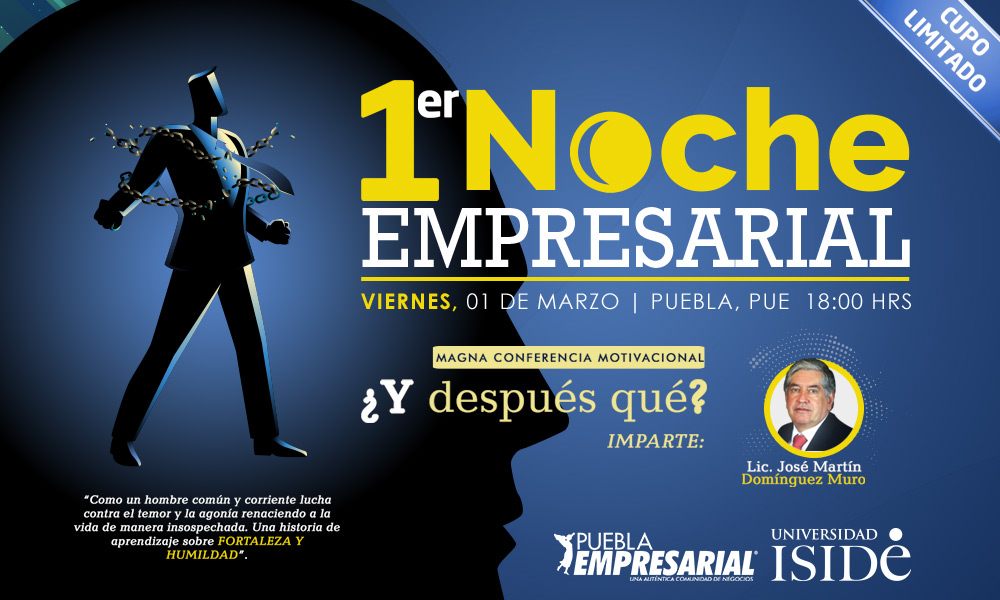 CUPO
LIMITADO
1er Noche
EMPRESARIAL
VIERNES, 01 DE MARZO | PUEBLA, PUE 18:00 HRS
MAGNA CONFERENCIA MOTIVACIONAL
¿Y después qué?
IMPARTE:
Lic. José Martín
Domínguez Muro
“Como un hombre común y corriente lucha
contra el temor y la agonía renaciendo a la
vida de manera insospechada. Una historia de
aprendizaje sobre FORTALEZA Y
HUMILDAD”.
PUEBLA
EMPRESARIAL®
UNA AUTÉNTICA COMUNIDAD DE NEGOCIOS
UNIVERSIDAD
ISIDe